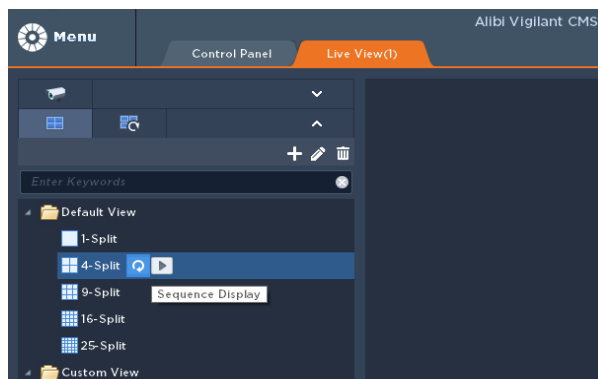 Alibi Vigilant CMS
Menu
Control Panel
Live View(1)
Enter Keywords
Default View
1-Split
4-Split
9-Split
Sequence Display
16-Split
25-Split
Custom View